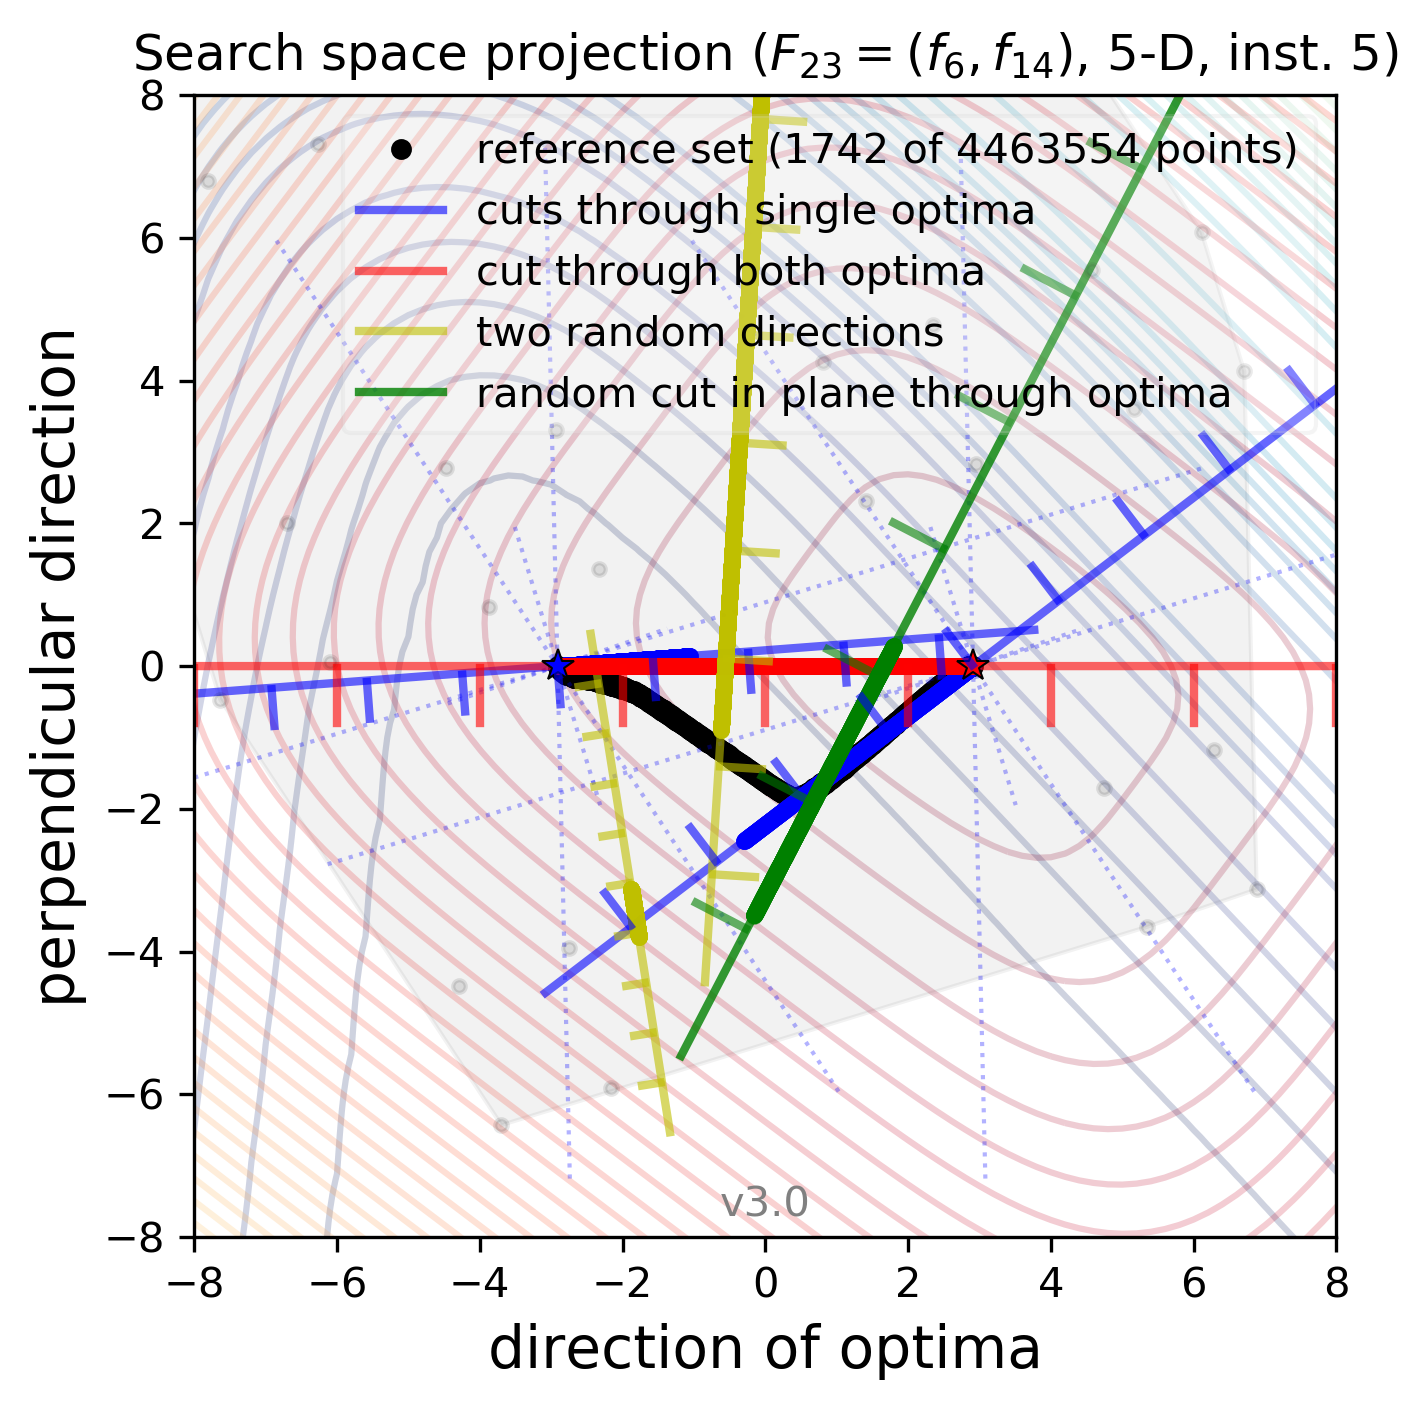 Search space projection (F₂₃ = (f₆, f₁₄), 5-D, inst. 5)
perpendicular direction
8
6
4
2
0
−2
−4
−6
−8
reference set (1742 of 4463554 points)
cuts through single optima
cut through both optima
two random directions
random cut in plane through optima
v3.0
−8 −6 −4 −2 0 2 4 6 8
direction of optima